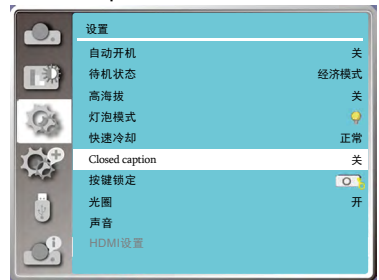 设置
自动开机 关
待机状态 经济模式
高海拔 关
灯泡模式
快速冷却 正常
Closed caption 关
按键锁定
光圈 开
声音
HDMI设置